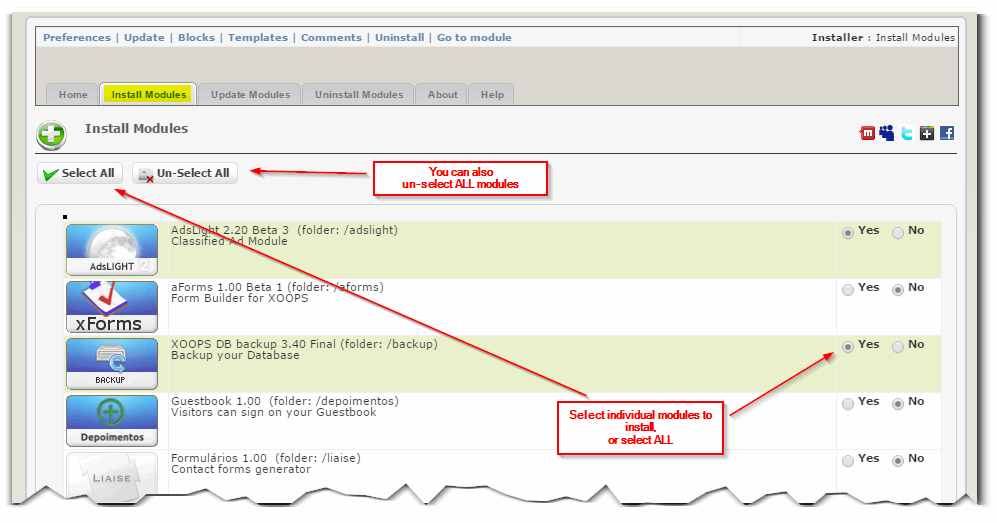 Preferences | Update | Blocks | Templates | Comments | Uninstall | Go to module
Installer : Install Modules
Home
Install Modules
Update Modules
Uninstall Modules
About
Help
Install Modules
Select All
Un-Select All
You can also
un-select ALL modules
AdsLight 2.20 Beta 3 (folder: /adslight)
Classified Ad Module
AdsLIGHT 2
Yes
No
aForms 1.00 Beta 1 (folder: /aforms)
Form Builder for XOOPS
xForms
Yes
No
XOOPS DB backup 3.40 Final (folder: /backup)
Backup your Database
BACKUP
Yes
No
Guestbook 1.00 (folder: /depoimentos)
Visitors can sign on your Guestbook
Depoimentos
Yes
No
Select individual modules to
install,
or select ALL
Formulários 1.00 (folder: /liaise)
Contact forms generator
LIAISE
Yes
No